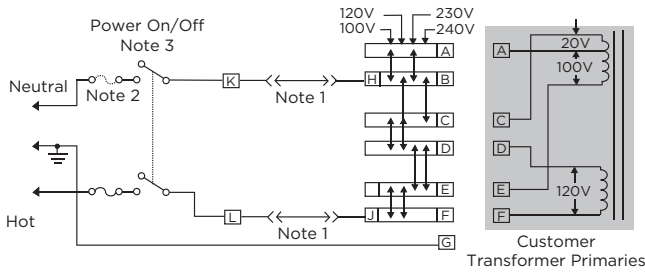 120V
230V
100V
240V
Power On/Off
Note 3
A
A
20V
100V
Neutral
Note 2
K
Note 1
H
B
C
C
D
D
E
E
120V
Hot
L
Note 1
J
F
F
G
Customer
Transformer Primaries